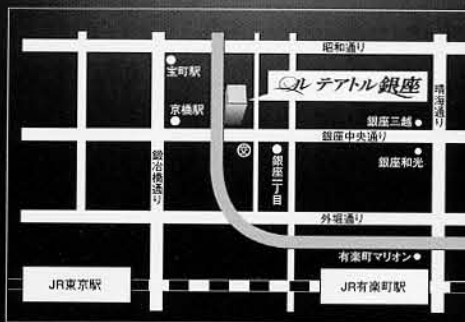 昭和通り
宝町駅
ル テアトル銀座
晴海通り
京橋駅
銀座三越
銀座中央通り
鍛冶橋通り
銀座一丁目
銀座和光
外堀通り
有楽町マリオン
JR東京駅
JR有楽町駅